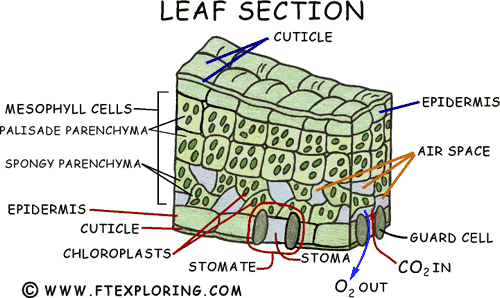 LEAF SECTION
CUTICLE
EPIDERMIS
MESOPHYLL CELLS
PALISADE PARENCHYMA
SPONGY PARENCHYMA
AIR SPACE
EPIDERMIS
CUTICLE
CHLOROPLASTS
STOMATE
STOMA
GUARD CELL
CO2 IN
O2 OUT
© WWW.FTEXPLORING.COM